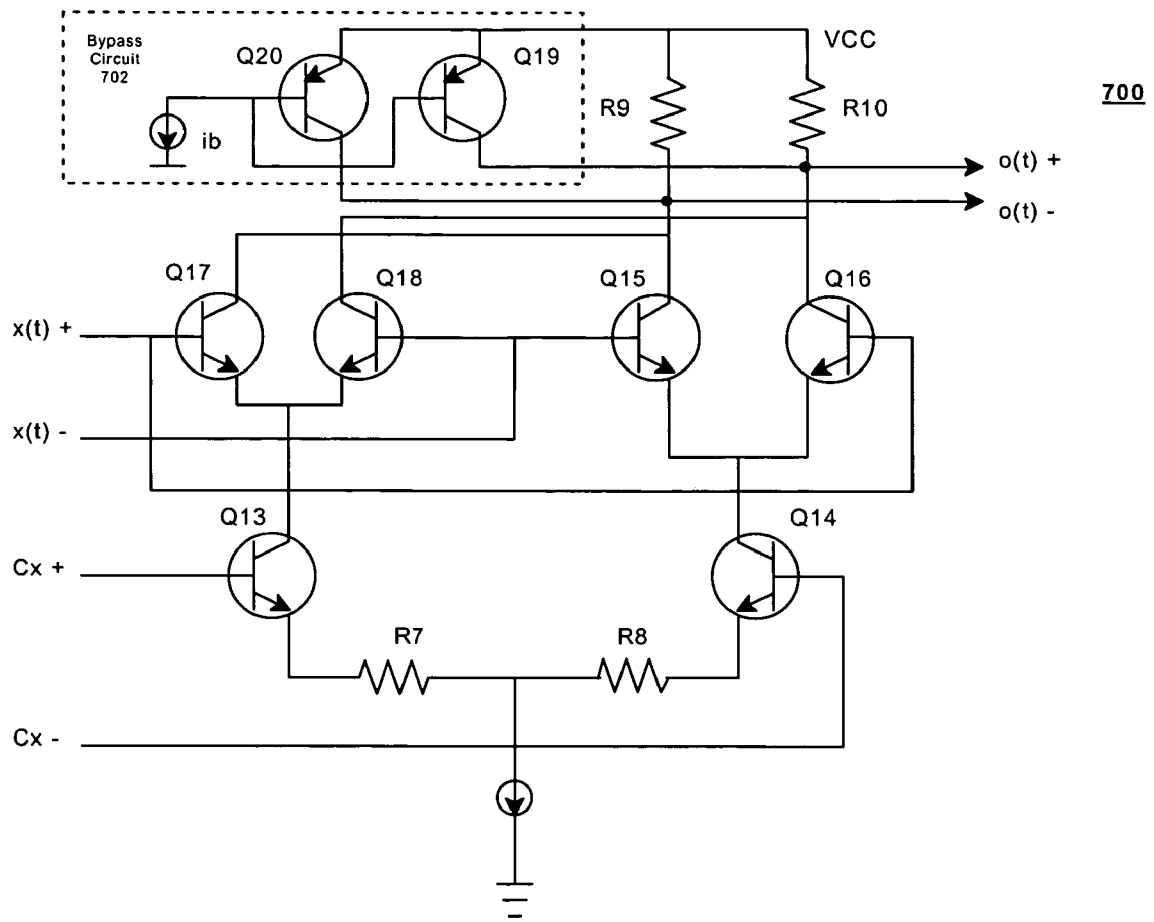 Bypass
Circuit
702
Q20
Q19
VCC
700
ib
R9
R10
o(t) +
o(t) -
Q17
Q18
Q15
Q16
x(t) +
x(t) -
Q13
Q14
Cx +
R7
R8
Cx -